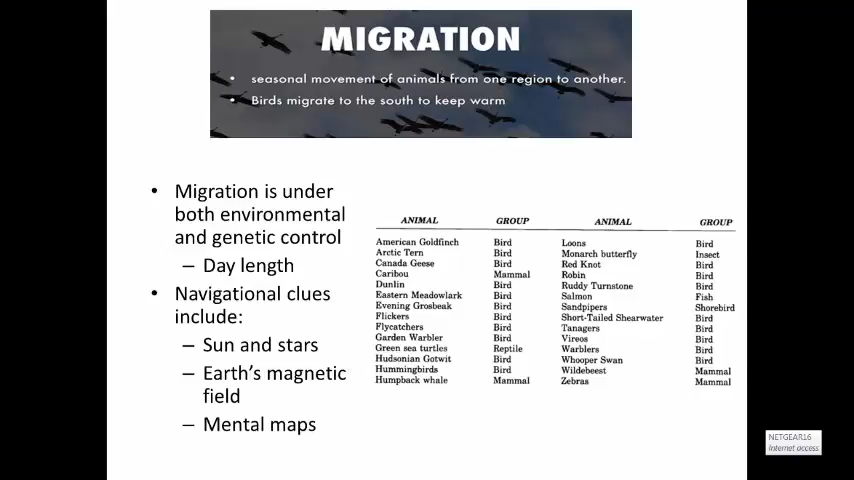 MIGRATION
• seasonal movement of animals from one region to another.
• Birds migrate to the south to keep warm
• Migration is under
both environmental
and genetic control
– Day length
• Navigational clues
include:
– Sun and stars
– Earth's magnetic
field
– Mental maps
ANIMAL GROUP ANIMAL GROUP
American Goldfinch Bird Loons Bird
Arctic Tern Bird Monarch butterfly Insect
Canada Geese Bird Red Knot Bird
Caribou Mammal Robin Bird
Dunlin Bird Ruddy Turnstone Bird
Eastern Meadowlark Bird Salmon Fish
Evening Grosbeak Bird Sandpipers Shorebird
Flickers Bird Short-Tailed Shearwater Bird
Flycatchers Bird Tanagers Bird
Garden Warbler Bird Vireos Bird
Green sea turtles Reptile Warblers Bird
Hudsonian Gotwit Bird Whooper Swan Bird
Hummingbirds Bird Wildebeest Mammal
Humpback whale Mammal Zebras Mammal
NETGEAR16
Internet access